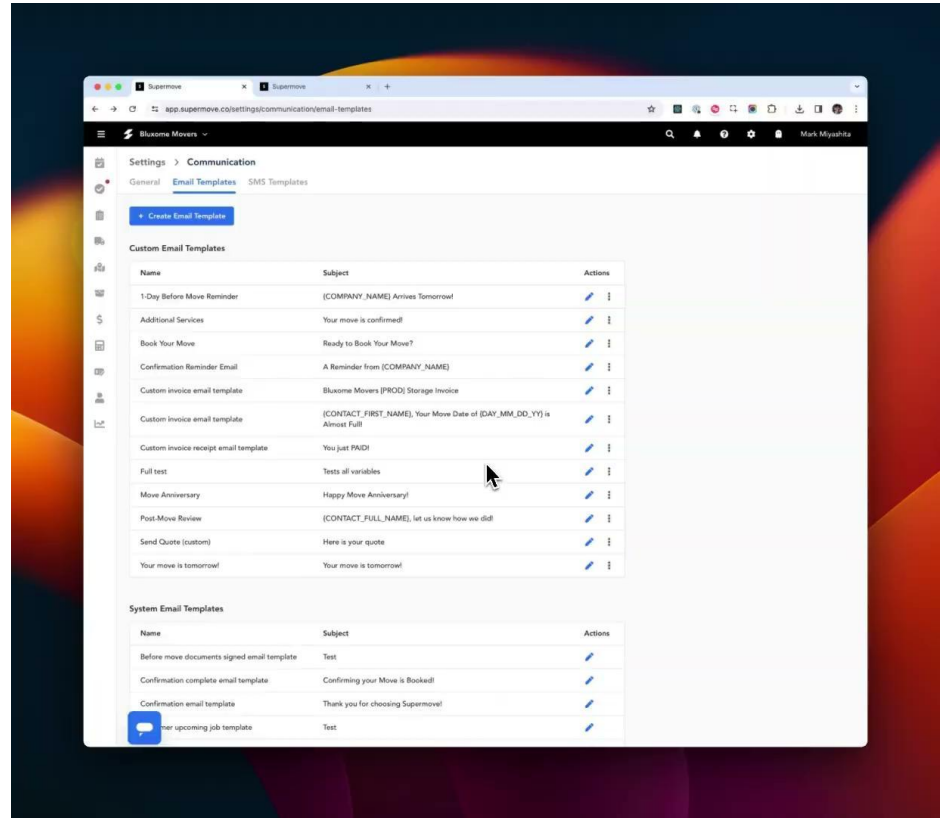 Supermove
Supermove
app.supermove.co/settings/communication/email-templates
Bluxome Movers
Mark Miyashita
Settings > Communication
General Email Templates SMS Templates
+ Create Email Template
Custom Email Templates
Name Subject Actions
1-Day Before Move Reminder {COMPANY_NAME} Arrives Tomorrow!
Additional Services Your move is confirmed!
Book Your Move Ready to Book Your Move?
Confirmation Reminder Email A Reminder from {COMPANY_NAME}
Custom invoice email template Bluxome Movers [PROD] Storage Invoice
Custom invoice email template {CONTACT_FIRST_NAME}, Your Move Date of {DAY_MM_DD_YY} is
Almost Full!
Custom invoice receipt email template You just PAID!
Full test Tests all variables
Move Anniversary Happy Move Anniversary!
Post-Move Review {CONTACT_FULL_NAME}, let us know how we did!
Send Quote (custom) Here is your quote
Your move is tomorrow! Your move is tomorrow!
System Email Templates
Name Subject Actions
Before move documents signed email template Test
Confirmation complete email template Confirming your Move is Booked!
Confirmation email template Thank you for choosing Supermove!
mer upcoming job template Test